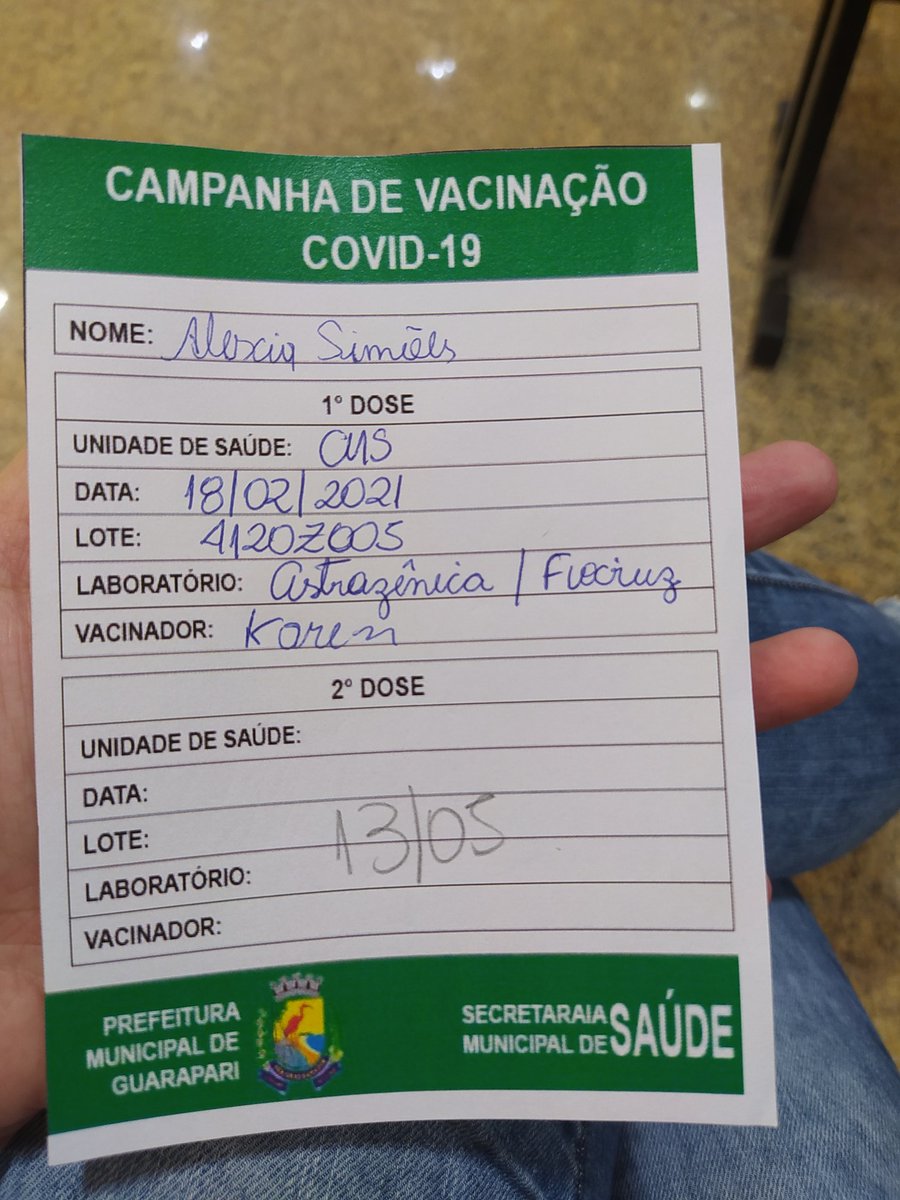 CAMPANHA DE VACINAÇÃO
COVID-19
NOME: Alexia Simões
1º DOSE
UNIDADE DE SAÚDE: CMS
DATA: 18/02/2021
LOTE: 4120Z005
LABORATÓRIO: Astrazênica / Fiocruz
VACINADOR: Karen
2º DOSE
UNIDADE DE SAÚDE:
DATA:
LOTE: 13/05
LABORATÓRIO:
VACINADOR:
PREFEITURA
MUNICIPAL DE
GUARAPARI
SECRETARAIA
MUNICIPAL DE SAÚDE